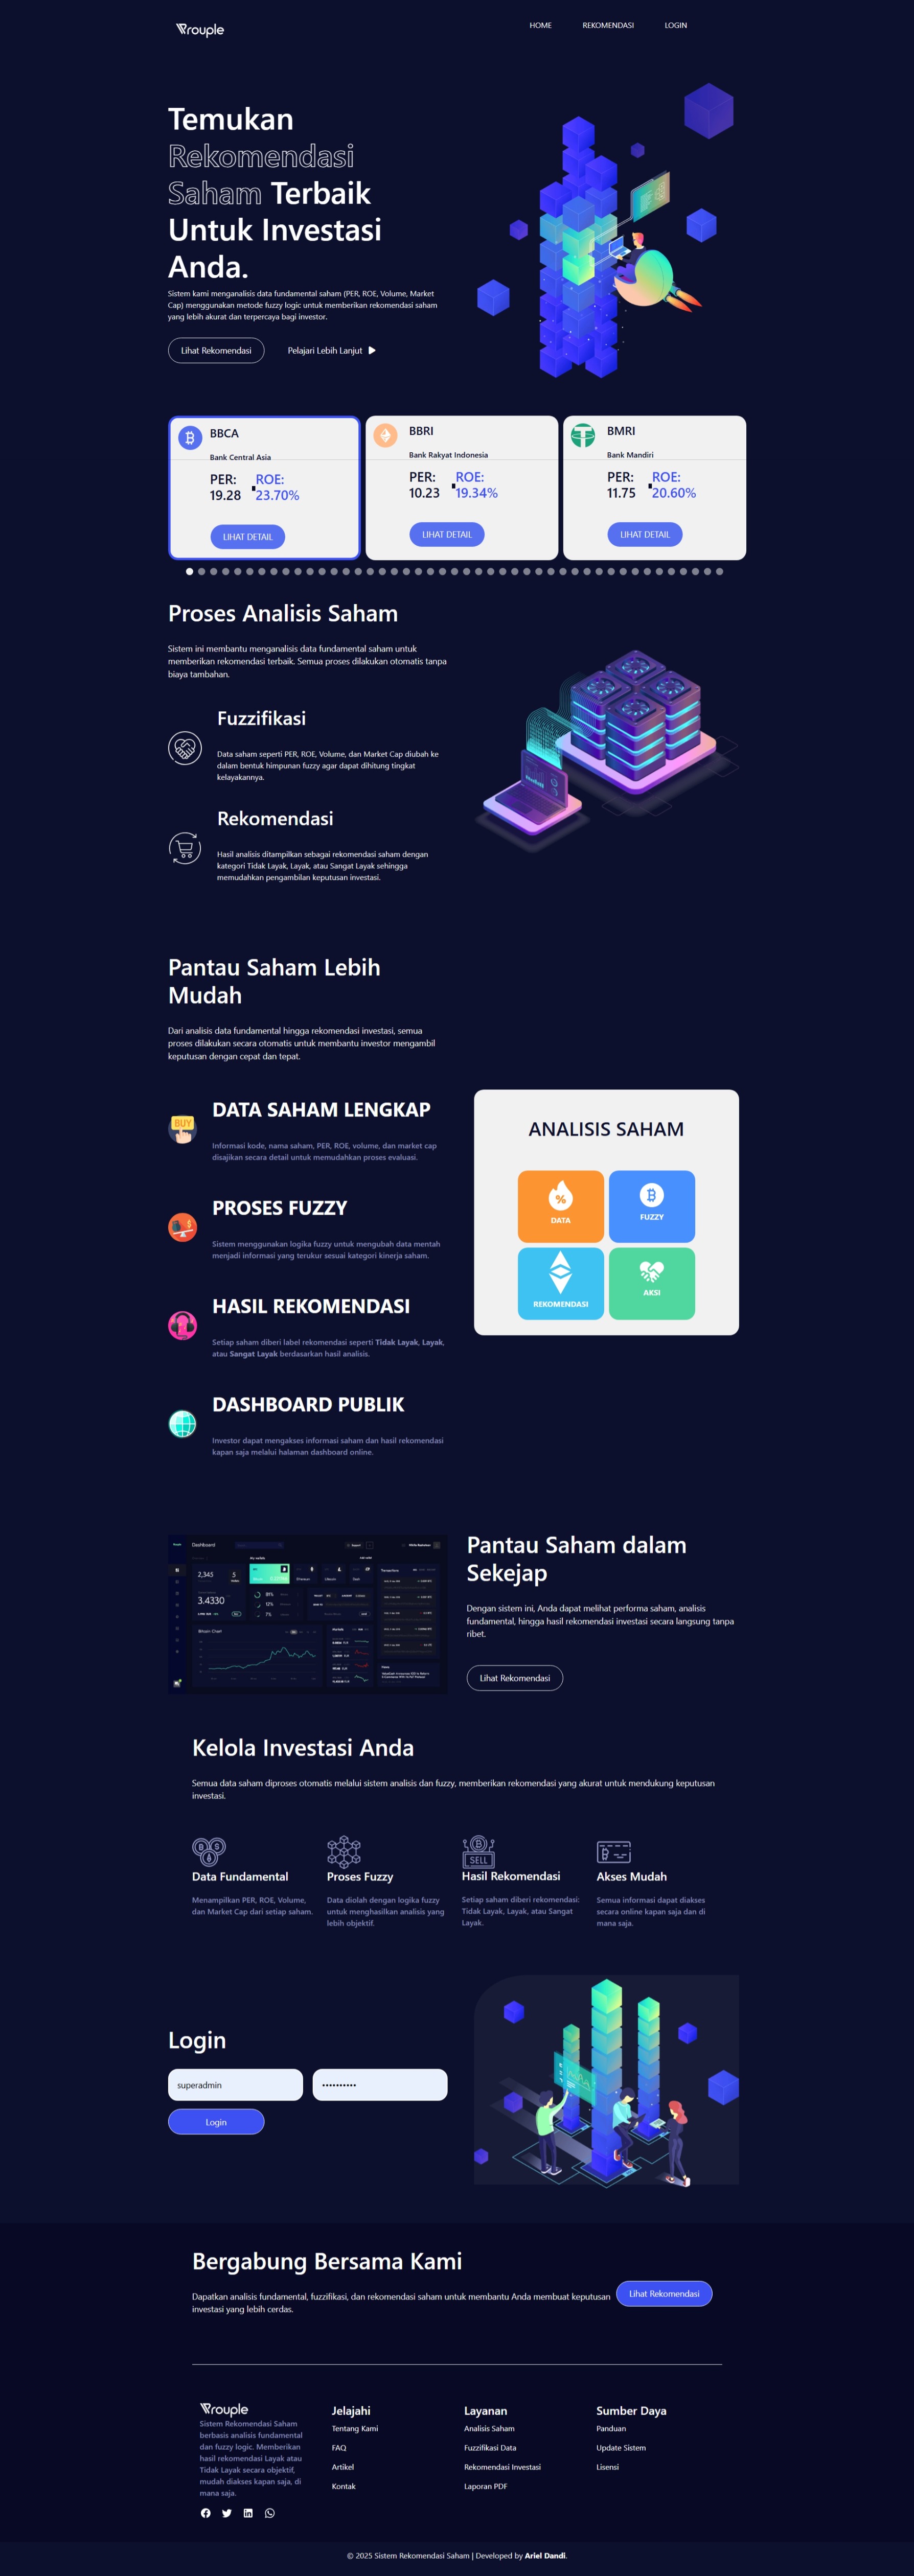 Rrouple
HOME REKOMENDASI LOGIN
Temukan
Rekomendasi
Saham Terbaik
Untuk Investasi
Anda.
Sistem kami menganalisis data fundamental saham (PER, ROE, Volume, Market
Cap) menggunakan metode fuzzy logic untuk memberikan rekomendasi saham
yang lebih akurat dan terpercaya bagi investor.
Lihat Rekomendasi Pelajari Lebih Lanjut
BBCA
Bank Central Asia
PER: ROE:
19.28 23.70%
LIHAT DETAIL
BBRI
Bank Rakyat Indonesia
PER: ROE:
10.23 19.34%
LIHAT DETAIL
BMRI
Bank Mandiri
PER: ROE:
11.75 20.60%
LIHAT DETAIL
Proses Analisis Saham
Sistem ini membantu menganalisis data fundamental saham untuk
memberikan rekomendasi terbaik. Semua proses dilakukan otomatis tanpa
biaya tambahan.
Fuzzifikasi
Data saham seperti PER, ROE, Volume, dan Market Cap diubah ke
dalam bentuk himpunan fuzzy agar dapat dihitung tingkat
kelayakannya.
Rekomendasi
Hasil analisis ditampilkan sebagai rekomendasi saham dengan
kategori Tidak Layak, Layak, atau Sangat Layak sehingga
memudahkan pengambilan keputusan investasi.
Pantau Saham Lebih
Mudah
Dari analisis data fundamental hingga rekomendasi investasi, semua
proses dilakukan secara otomatis untuk membantu investor mengambil
keputusan dengan cepat dan tepat.
BUY
DATA SAHAM LENGKAP
Informasi kode, nama saham, PER, ROE, volume, dan market cap
disajikan secara detail untuk memudahkan proses evaluasi.
PROSES FUZZY
Sistem menggunakan logika fuzzy untuk mengubah data mentah
menjadi informasi yang terukur sesuai kategori kinerja saham.
HASIL REKOMENDASI
Setiap saham diberi label rekomendasi seperti Tidak Layak, Layak,
atau Sangat Layak berdasarkan hasil analisis.
DASHBOARD PUBLIK
Investor dapat mengakses informasi saham dan hasil rekomendasi
kapan saja melalui halaman dashboard online.
ANALISIS SAHAM
DATA
FUZZY
REKOMENDASI
AKSI
Dashboard
2,345
3.4330
Bitcoin Chart
Pantau Saham dalam
Sekejap
Dengan sistem ini, Anda dapat melihat performa saham, analisis
fundamental, hingga hasil rekomendasi investasi secara langsung tanpa
ribet.
Lihat Rekomendasi
Kelola Investasi Anda
Semua data saham diproses otomatis melalui sistem analisis dan fuzzy, memberikan rekomendasi yang akurat untuk mendukung keputusan
investasi.
Data Fundamental
Menampilkan PER, ROE, Volume,
dan Market Cap dari setiap saham.
Proses Fuzzy
Data diolah dengan logika fuzzy
untuk menghasilkan analisis yang
lebih objektif.
SELL
Hasil Rekomendasi
Setiap saham diberi rekomendasi:
Tidak Layak, Layak, atau Sangat
Layak.
Akses Mudah
Semua informasi dapat diakses
secara online kapan saja dan di
mana saja.
Login
superadmin
••••••••••
Login
Bergabung Bersama Kami
Dapatkan analisis fundamental, fuzzifikasi, dan rekomendasi saham untuk membantu Anda membuat keputusan
investasi yang lebih cerdas.
Lihat Rekomendasi
Rrouple
Sistem Rekomendasi Saham
berbasis analisis fundamental
dan fuzzy logic. Memberikan
hasil rekomendasi Layak atau
Tidak Layak secara objektif,
mudah diakses kapan saja, di
mana saja.
Jelajahi
Tentang Kami
FAQ
Artikel
Kontak
Layanan
Analisis Saham
Fuzzifikasi Data
Rekomendasi Investasi
Laporan PDF
Sumber Daya
Panduan
Update Sistem
Lisensi
© 2025 Sistem Rekomendasi Saham | Developed by Ariel Dandi.